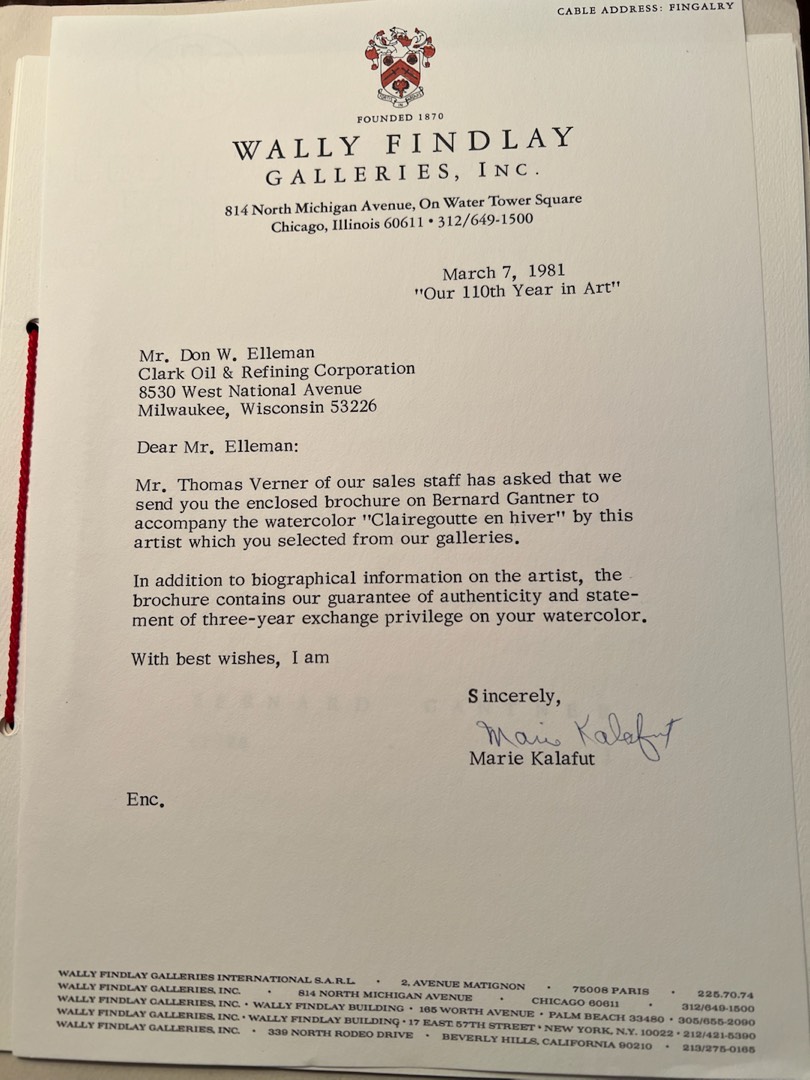 CABLE ADDRESS: FINGALRY
FOUNDED 1870
WALLY FINDLAY
GALLERIES, INC.
814 North Michigan Avenue, On Water Tower Square
Chicago, Illinois 60611 • 312/649-1500
March 7, 1981
"Our 110th Year in Art"
Mr. Don W. Elleman
Clark Oil & Refining Corporation
8530 West National Avenue
Milwaukee, Wisconsin 53226
Dear Mr. Elleman:
Mr. Thomas Verner of our sales staff has asked that we
send you the enclosed brochure on Bernard Gantner to
accompany the watercolor "Clairegoutte en hiver" by this
artist which you selected from our galleries.
In addition to biographical information on the artist, the
brochure contains our guarantee of authenticity and state-
ment of three-year exchange privilege on your watercolor.
With best wishes, I am
Sincerely,
Marie Kalafut
Marie Kalafut
Enc.
WALLY FINDLAY GALLERIES INTERNATIONAL S.A.R.L. • 2, AVENUE MATIGNON • 75008 PARIS • 225.70.74
WALLY FINDLAY GALLERIES, INC. • 814 NORTH MICHIGAN AVENUE • CHICAGO 60611 • 312/649-1500
WALLY FINDLAY GALLERIES, INC. • WALLY FINDLAY BUILDING • 165 WORTH AVENUE • PALM BEACH 33480 • 305/655-2090
WALLY FINDLAY GALLERIES, INC. • WALLY FINDLAY BUILDING • 17 EAST 57TH STREET • NEW YORK, N.Y. 10022 • 212/421-5390
WALLY FINDLAY GALLERIES, INC. • 339 NORTH RODEO DRIVE • BEVERLY HILLS, CALIFORNIA 90210 • 213/275-0165